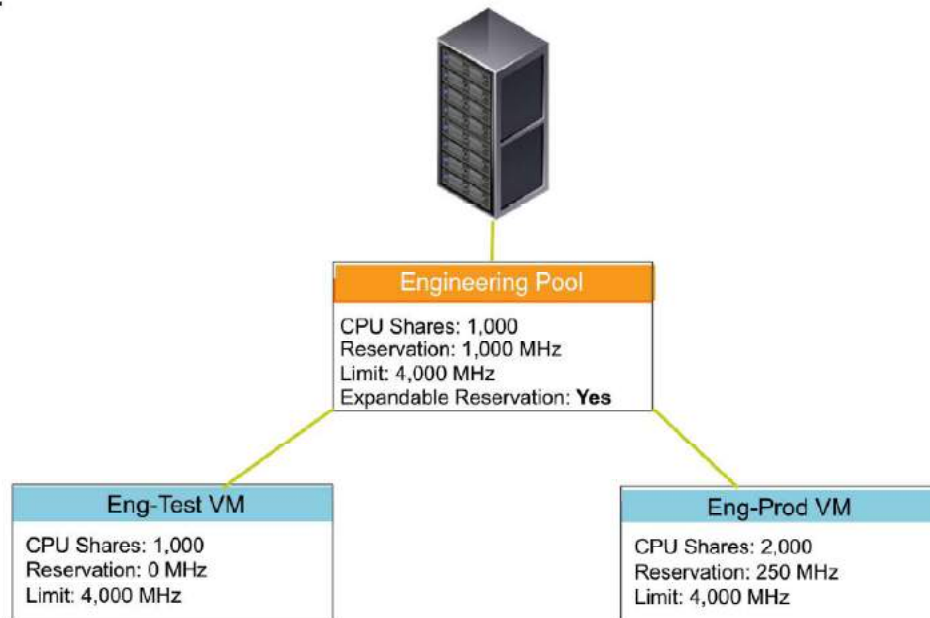 Engineering Pool
CPU Shares: 1,000
Reservation: 1,000 MHz
Limit: 4,000 MHz
Expandable Reservation: Yes
Eng-Test VM
CPU Shares: 1,000
Reservation: 0 MHz
Limit: 4,000 MHz
Eng-Prod VM
CPU Shares: 2,000
Reservation: 250 MHz
Limit: 4,000 MHz